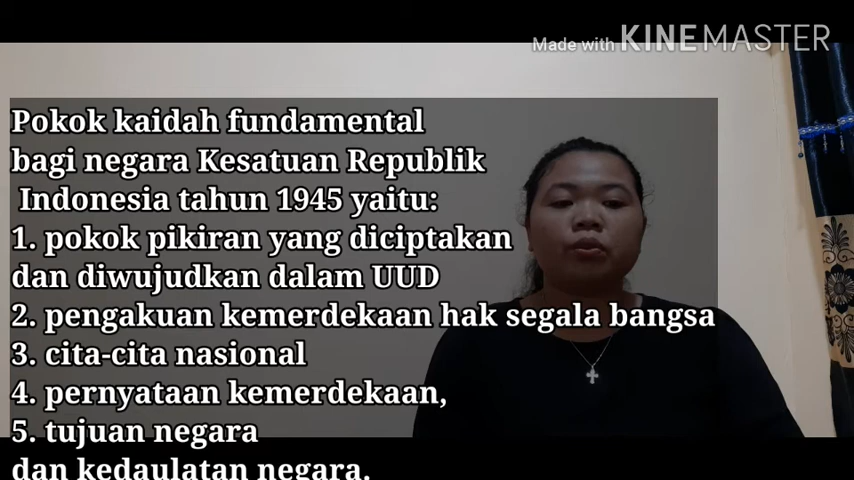 Made with KINEMASTER
Pokok kaidah fundamental
bagi negara Kesatuan Republik
Indonesia tahun 1945 yaitu:
1. pokok pikiran yang diciptakan
dan diwujudkan dalam UUD
2. pengakuan kemerdekaan hak segala bangsa
3. cita-cita nasional
4. pernyataan kemerdekaan,
5. tujuan negara
dan kedaulatan negara.